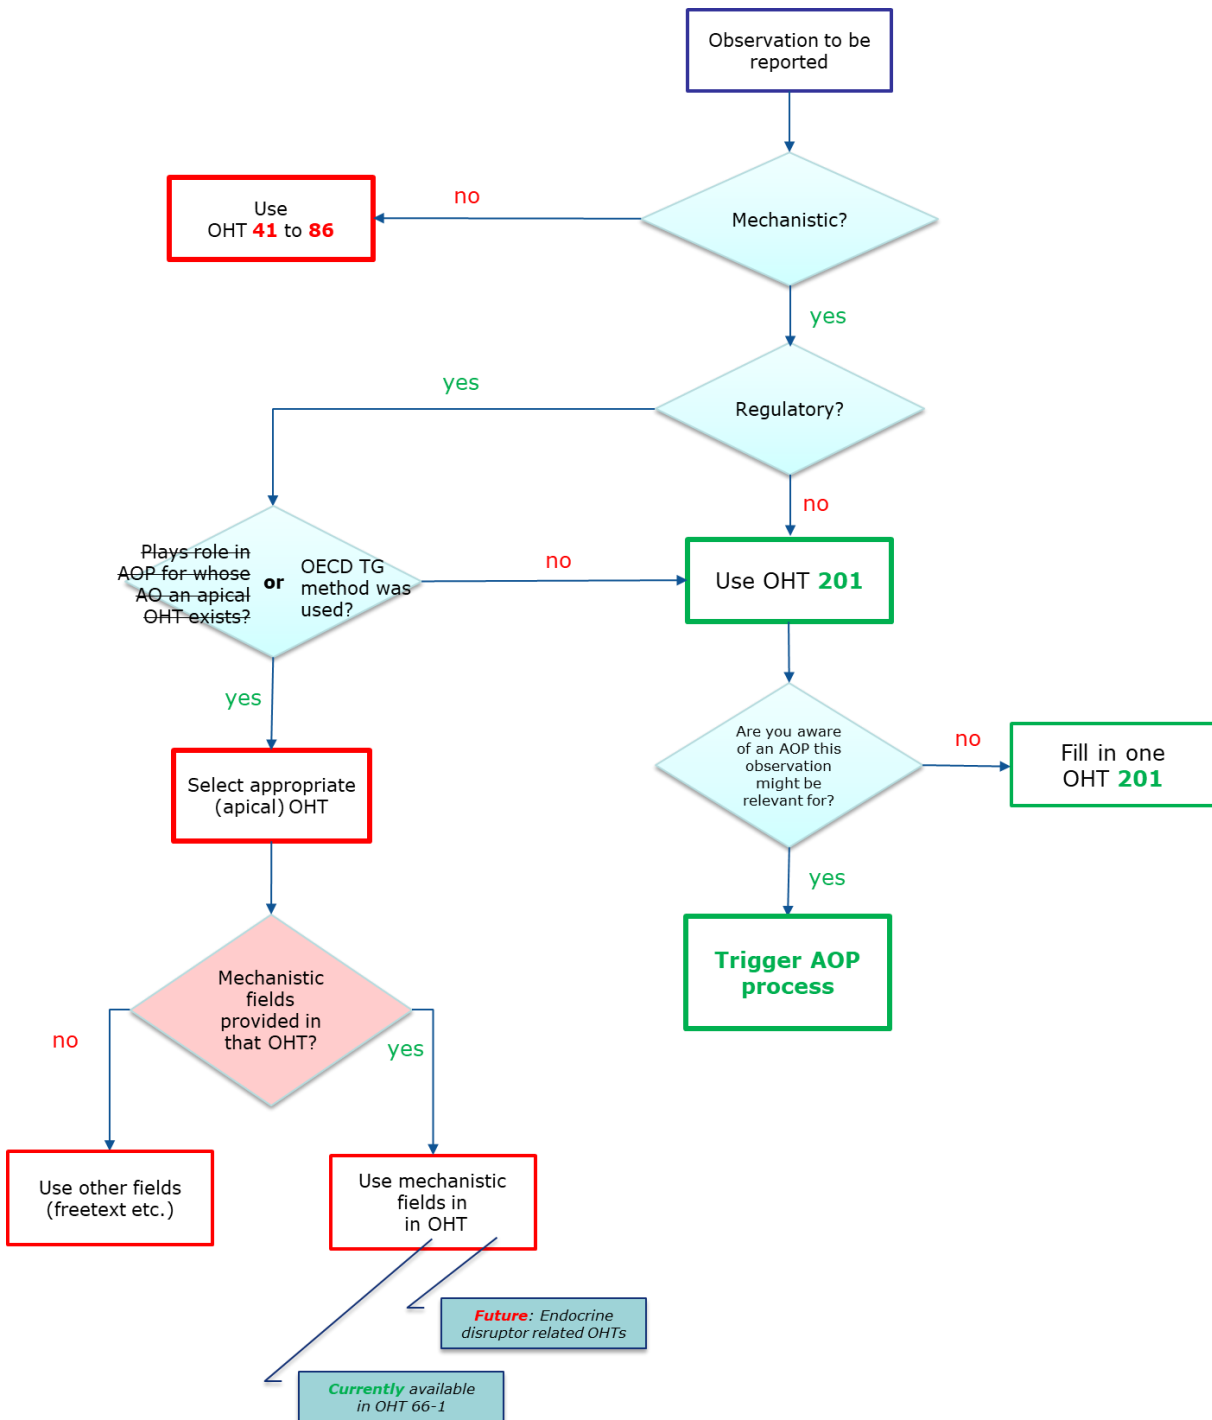 Observation to be
reported
Mechanistic?
no
Use
OHT 41 to 86
yes
Regulatory?
yes
no
Plays role in
AOP for whose
AO an apical
OHT exists?
or
OECD TG
method was
used?
no
Use OHT 201
yes
Select appropriate
(apical) OHT
Are you aware
of an AOP this
observation
might be
relevant for?
no
Fill in one
OHT 201
yes
Trigger AOP
process
Mechanistic
fields
provided in
that OHT?
no
yes
Use other fields
(freetext etc.)
Use mechanistic
fields in
in OHT
Future: Endocrine
disruptor related OHTs
Currently available
in OHT 66-1